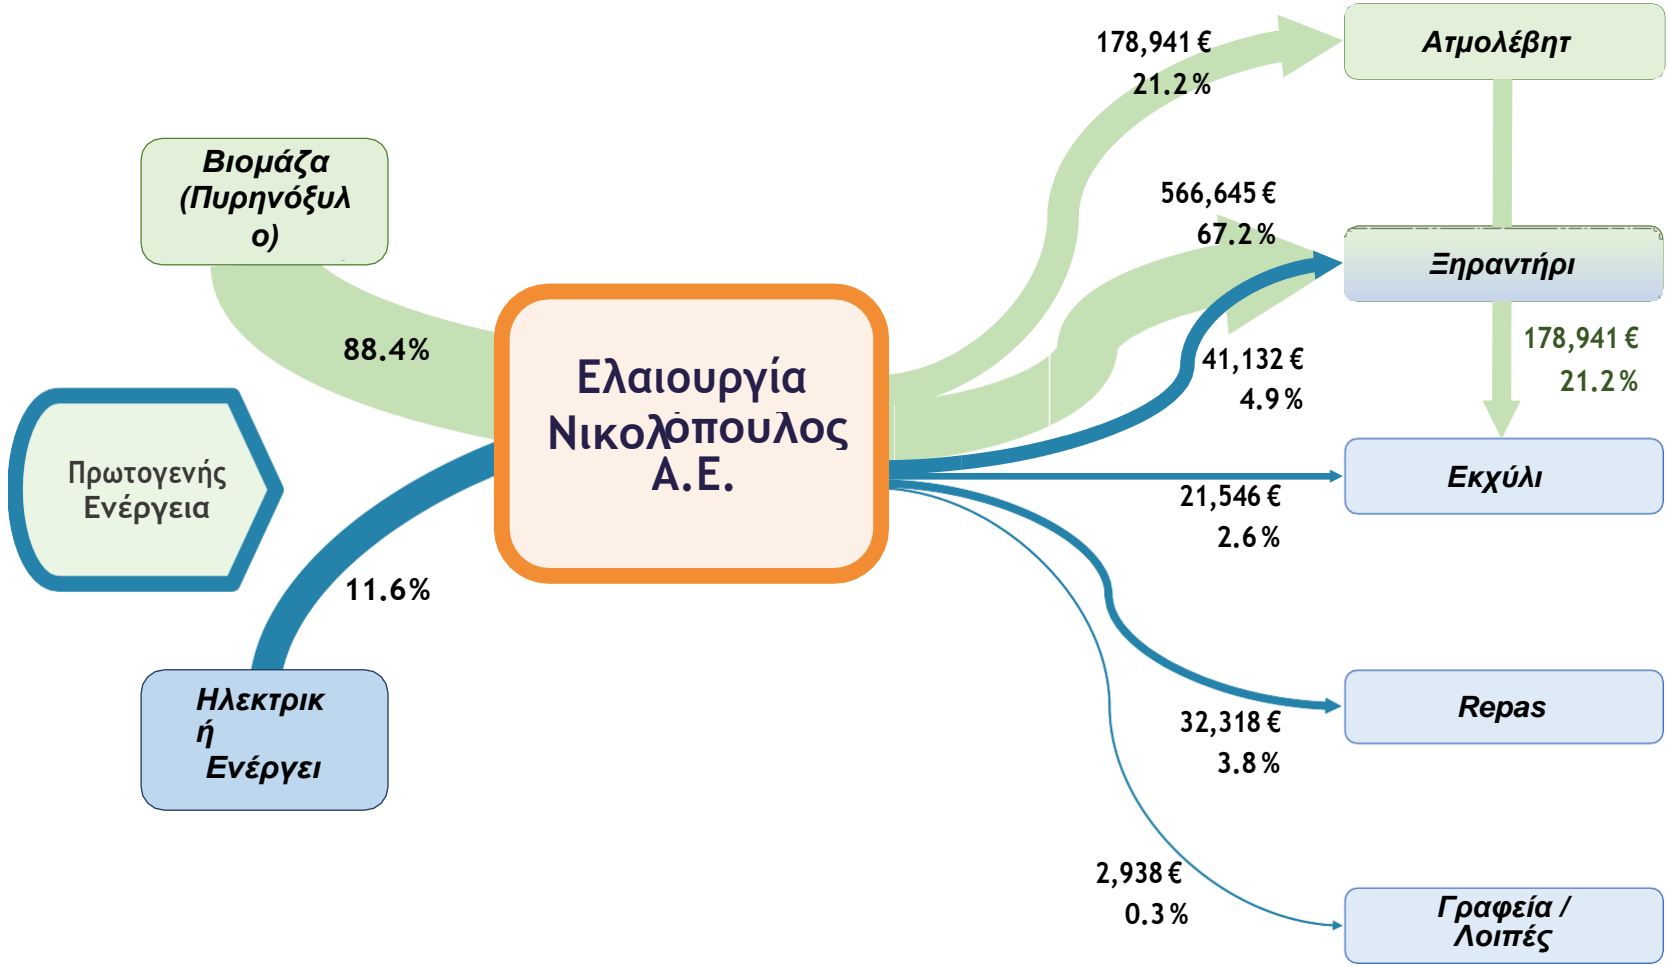 Βιομάζα
(Πυρηνόξυλ
ο)
88.4%
Πρωτογενής
Ενέργεια
11.6%
Ηλεκτρικ
ή
Ενέργει
Ελαιουργία
Νικολόπουλος
Α.Ε.
178,941 €
21.2%
566,645 €
67.2%
41,132 €
4.9%
21,546 €
2.6%
32,318 €
3.8%
2,938 €
0.3%
Ατμολέβητ
Ξηραντήρι
178,941 €
21.2%
Εκχύλι
Repas
Γραφεία /
Λοιπές